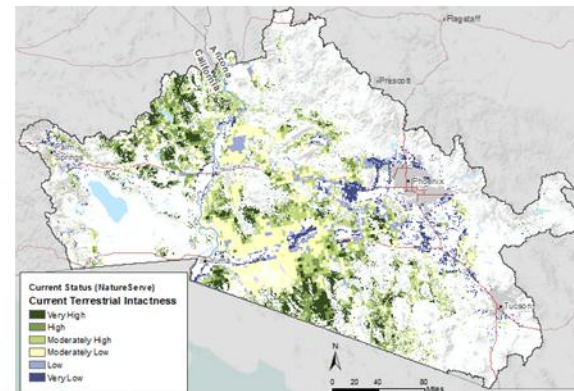 Flagstaff
Arizona
California
Prescott
Palm
Springs
Phoenix
Tucson
Current Status (NatureServe)
Current Terrestrial Intactness
Very High
High
Moderately High
Moderately Low
Low
Very Low
N
0 20 40 80
Miles